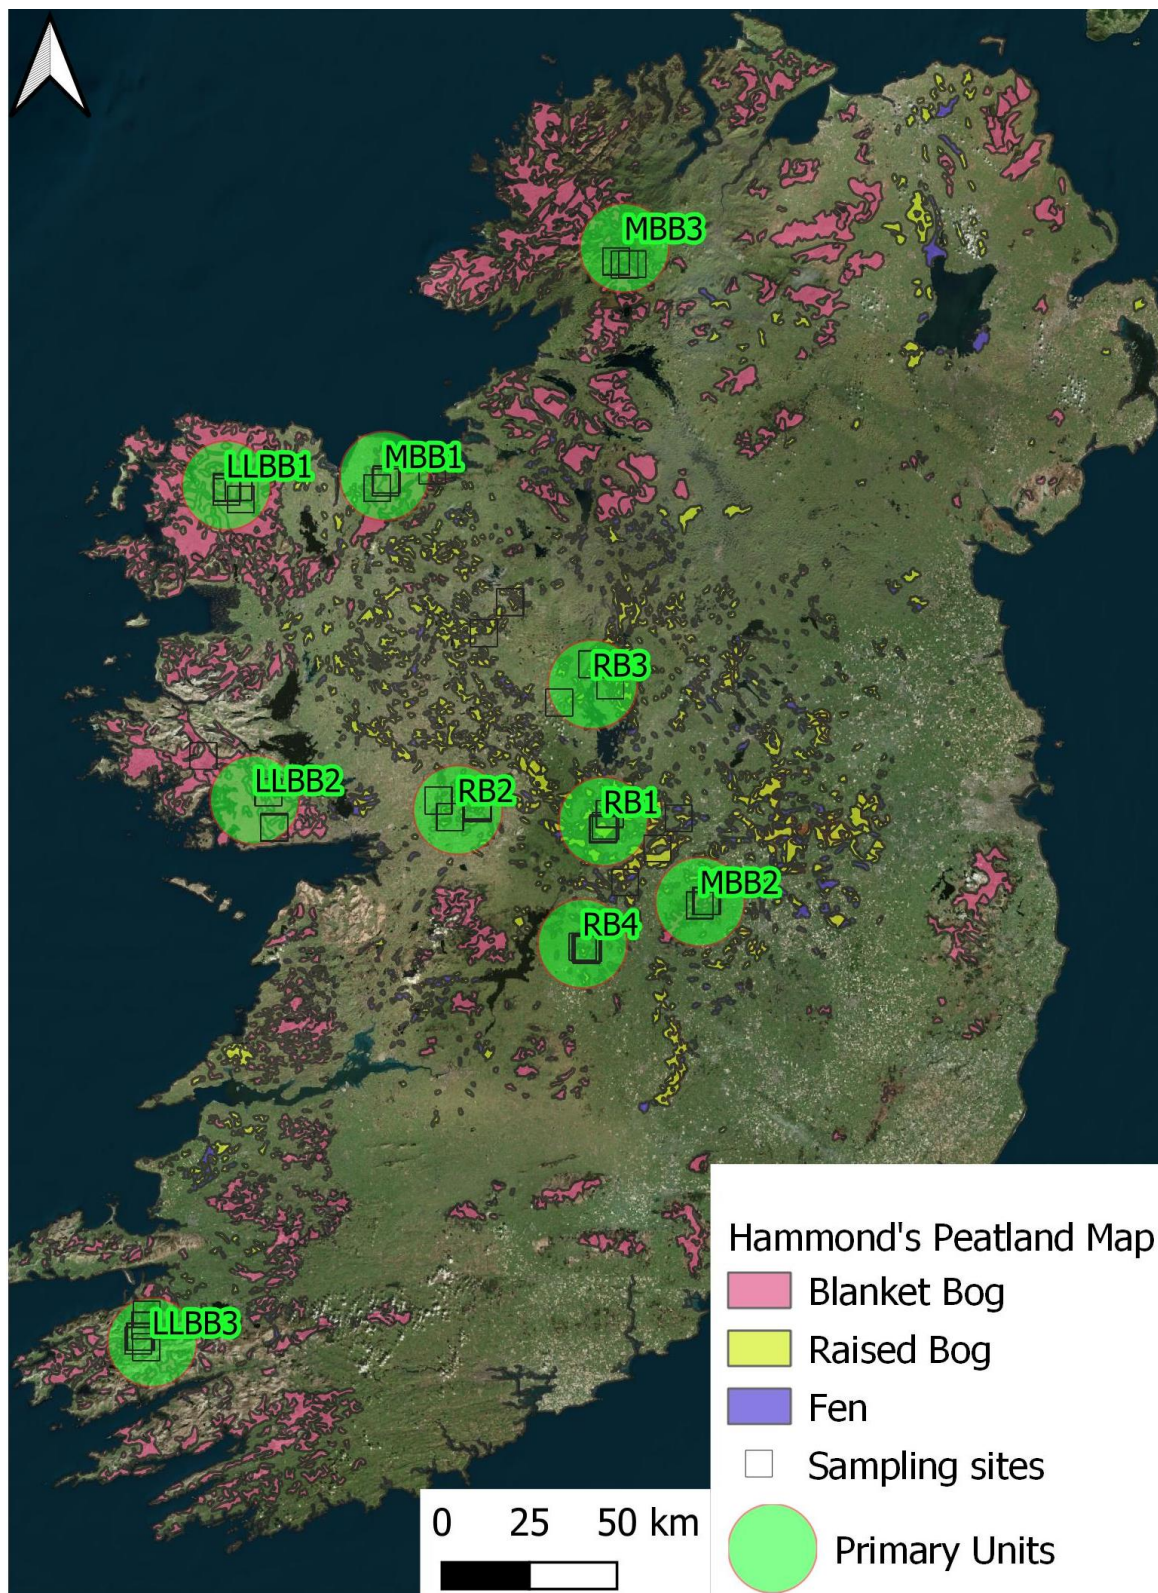 MBB3
LLBB1
MBB1
RB3
LLBB2
RB2
RB1
MBB2
RB4
LLBB3
Hammond's Peatland Map
Blanket Bog
Raised Bog
Fen
Sampling sites
Primary Units
0 25 50 km